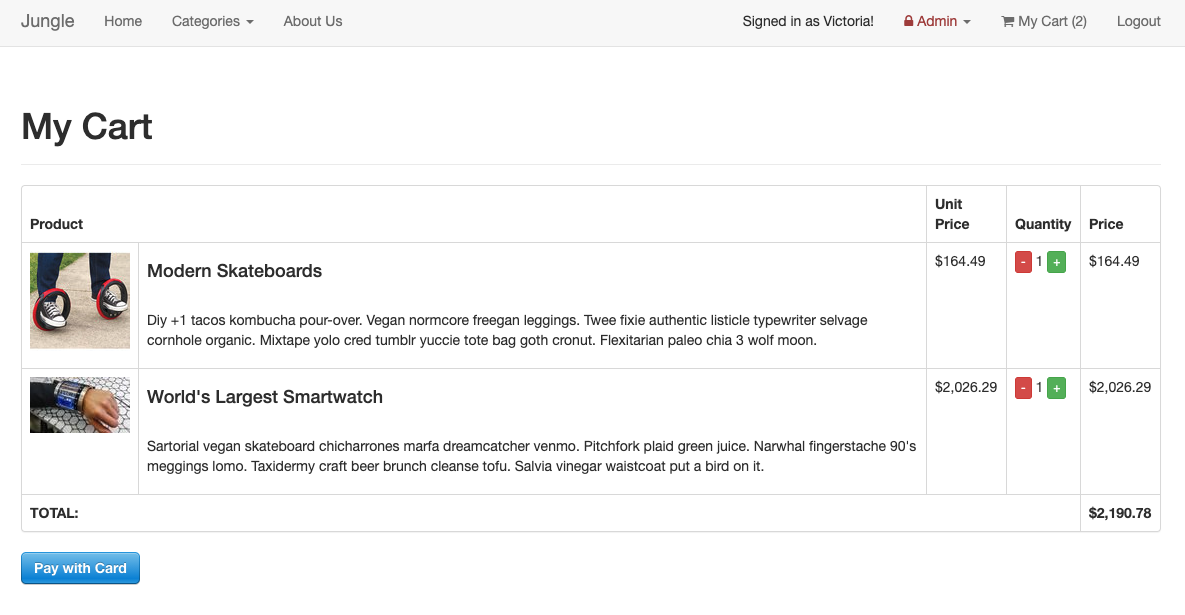 Jungle Home Categories About Us Signed in as Victoria! Admin My Cart (2) Logout
My Cart
Product Unit Price Quantity Price
Modern Skateboards $164.49 - 1 + $164.49
Diy +1 tacos kombucha pour-over. Vegan normcore freegan leggings. Twee fixie authentic listicle typewriter selvage
cornhole organic. Mixtape yolo cred tumblr yuccie tote bag goth cronut. Flexitarian paleo chia 3 wolf moon.
World's Largest Smartwatch $2,026.29 - 1 + $2,026.29
Sartorial vegan skateboard chicharrones marfa dreamcatcher venmo. Pitchfork plaid green juice. Narwhal fingerstache 90's
meggings lomo. Taxidermy craft beer brunch cleanse tofu. Salvia vinegar waistcoat put a bird on it.
TOTAL: $2,190.78
Pay with Card